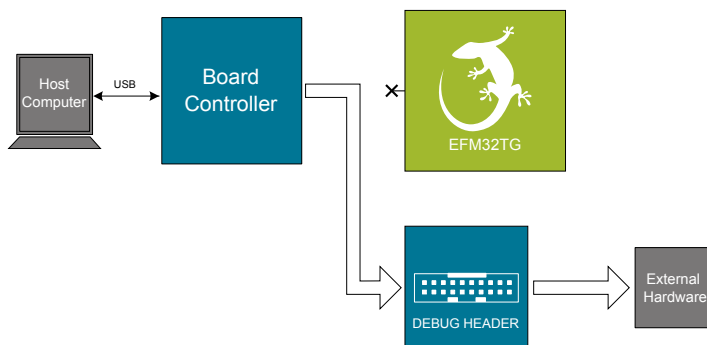 Host
Computer
USB
Board
Controller
EFM32TG
DEBUG HEADER
External
Hardware